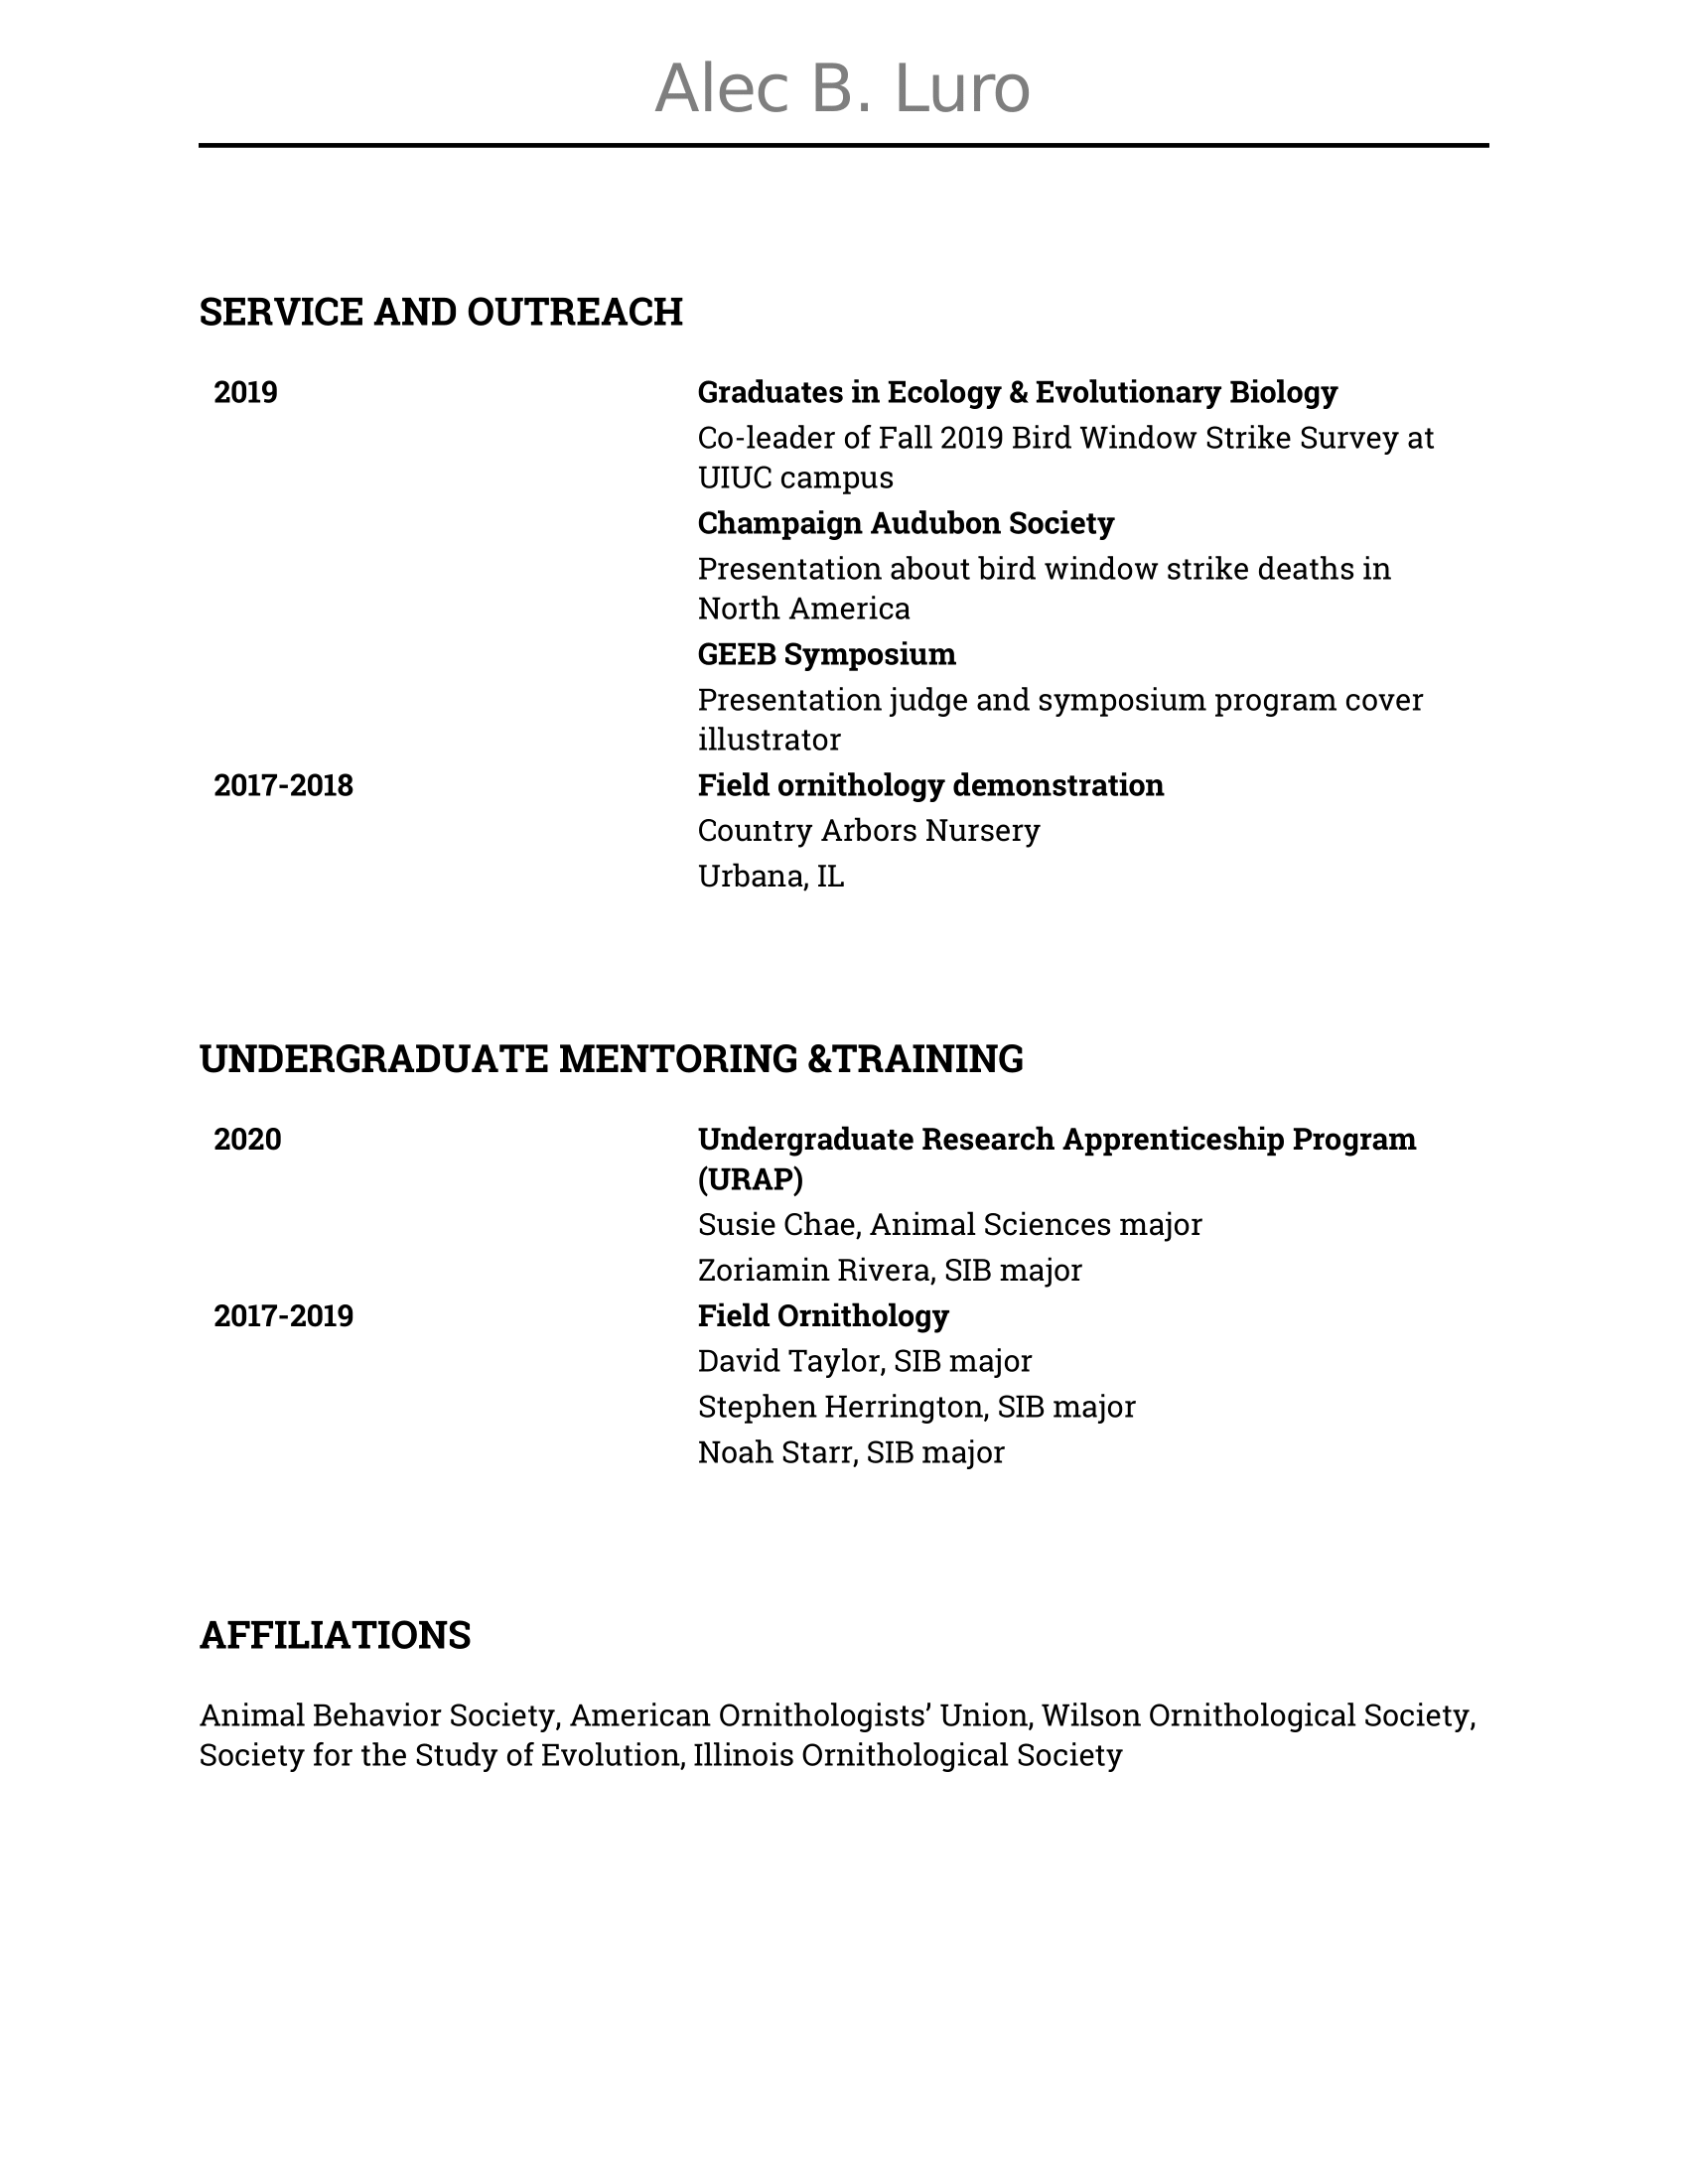 Alec B. Luro
SERVICE AND OUTREACH
2019
Graduates in Ecology & Evolutionary Biology
Co-leader of Fall 2019 Bird Window Strike Survey at
UIUC campus
Champaign Audubon Society
Presentation about bird window strike deaths in
North America
GEEB Symposium
Presentation judge and symposium program cover
illustrator
2017-2018
Field ornithology demonstration
Country Arbors Nursery
Urbana, IL
UNDERGRADUATE MENTORING &TRAINING
2020
Undergraduate Research Apprenticeship Program
(URAP)
Susie Chae, Animal Sciences major
Zoriamin Rivera, SIB major
2017-2019
Field Ornithology
David Taylor, SIB major
Stephen Herrington, SIB major
Noah Starr, SIB major
AFFILIATIONS
Animal Behavior Society, American Ornithologists’ Union, Wilson Ornithological Society,
Society for the Study of Evolution, Illinois Ornithological Society